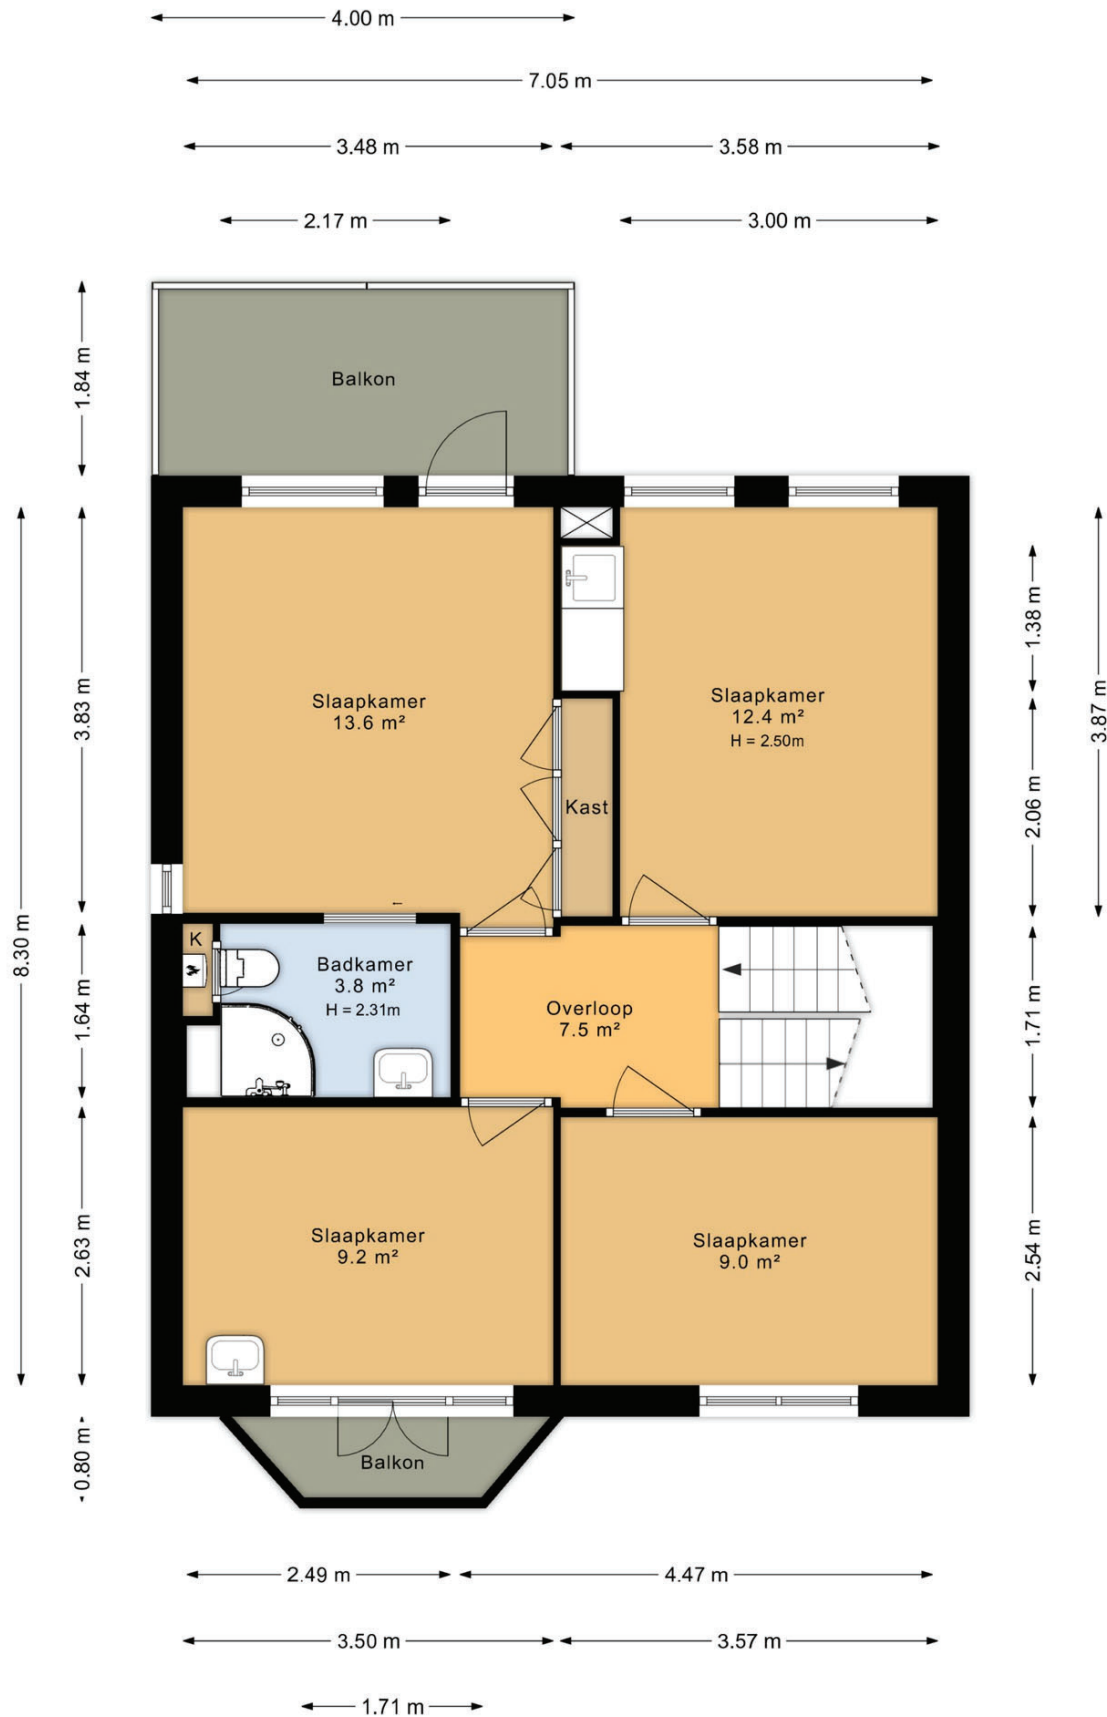 4.00 m
7.05 m
3.48 m
3.58 m
2.17 m
3.00 m
1.84 m
Balkon
8.30 m
3.83 m
1.64 m
2.63 m
0.80 m
Slaapkamer
13.6 m²
Slaapkamer
12.4 m²
H = 2.50m
Kast
1.38 m
2.06 m
3.87 m
1.71 m
2.54 m
K
Badkamer
3.8 m²
H = 2.31m
Overloop
7.5 m²
Slaapkamer
9.2 m²
Slaapkamer
9.0 m²
Balkon
2.49 m
4.47 m
3.50 m
3.57 m
1.71 m